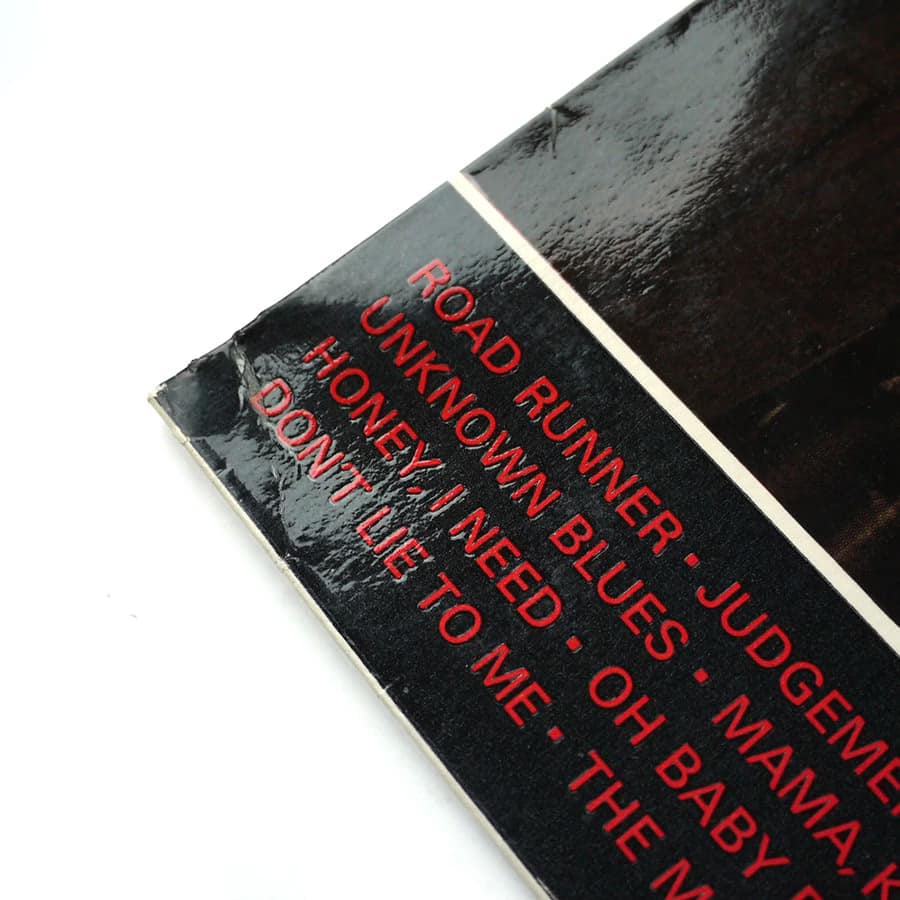 ROAD RUNNER • JUDGEME
UNKNOWN BLUES • MAMA, K
HONEY, I NEED • OH BABY
DON'T LIE TO ME • THE M